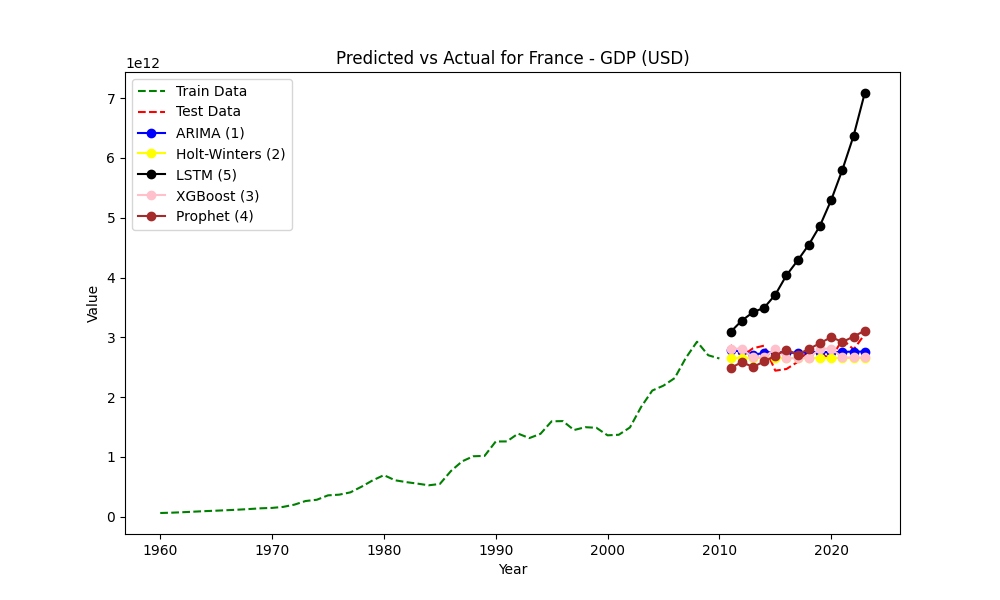 Predicted vs Actual for France - GDP (USD)
1e12
Train Data
Test Data
ARIMA (1)
Holt-Winters (2)
LSTM (5)
XGBoost (3)
Prophet (4)
7
6
5
4
3
2
1
0
Value
1960
1970
1980
1990
2000
2010
2020
Year